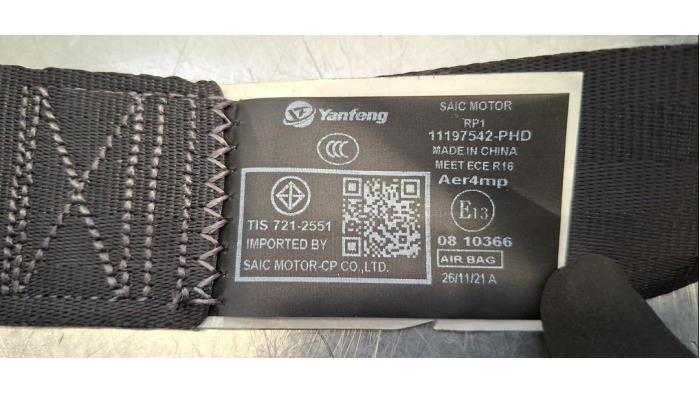 Yanfeng
CCC
TIS 721-2551
IMPORTED BY
SAIC MOTOR-CP CO.,LTD.
SAIC MOTOR
RP1
11197542-PHD
MADE IN CHINA
MEET ECE R16
Aer4mp
E13
08 10366
AIR BAG
26/11/21 A